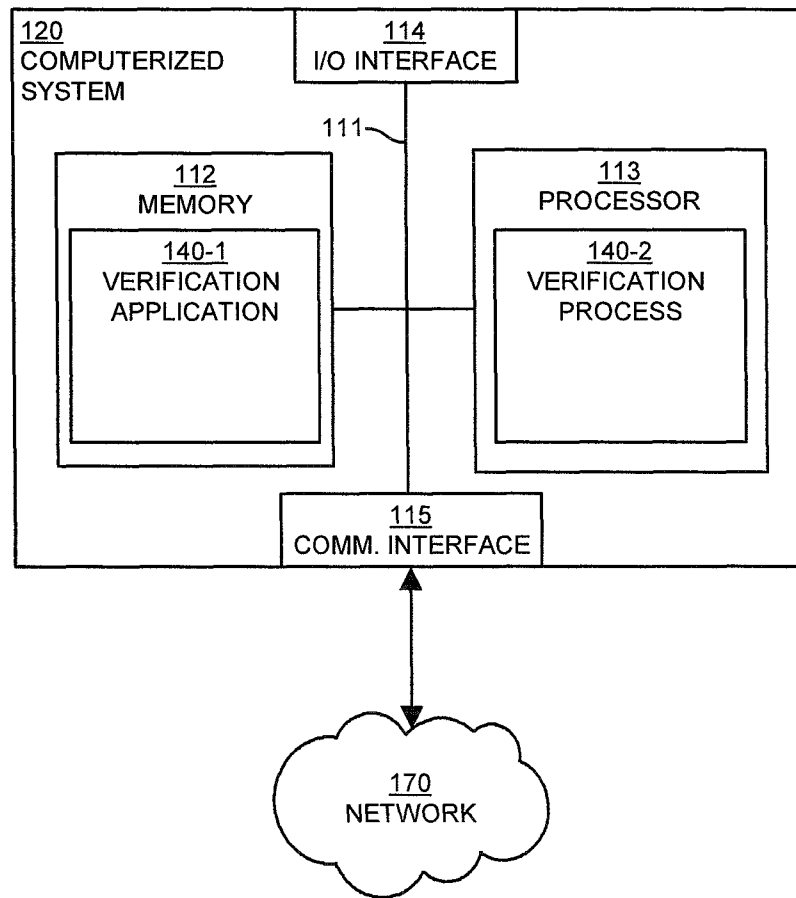 120
COMPUTERIZED
SYSTEM
114
I/O INTERFACE
111
112
MEMORY
113
PROCESSOR
140-1
VERIFICATION
APPLICATION
140-2
VERIFICATION
PROCESS
115
COMM. INTERFACE
170
NETWORK